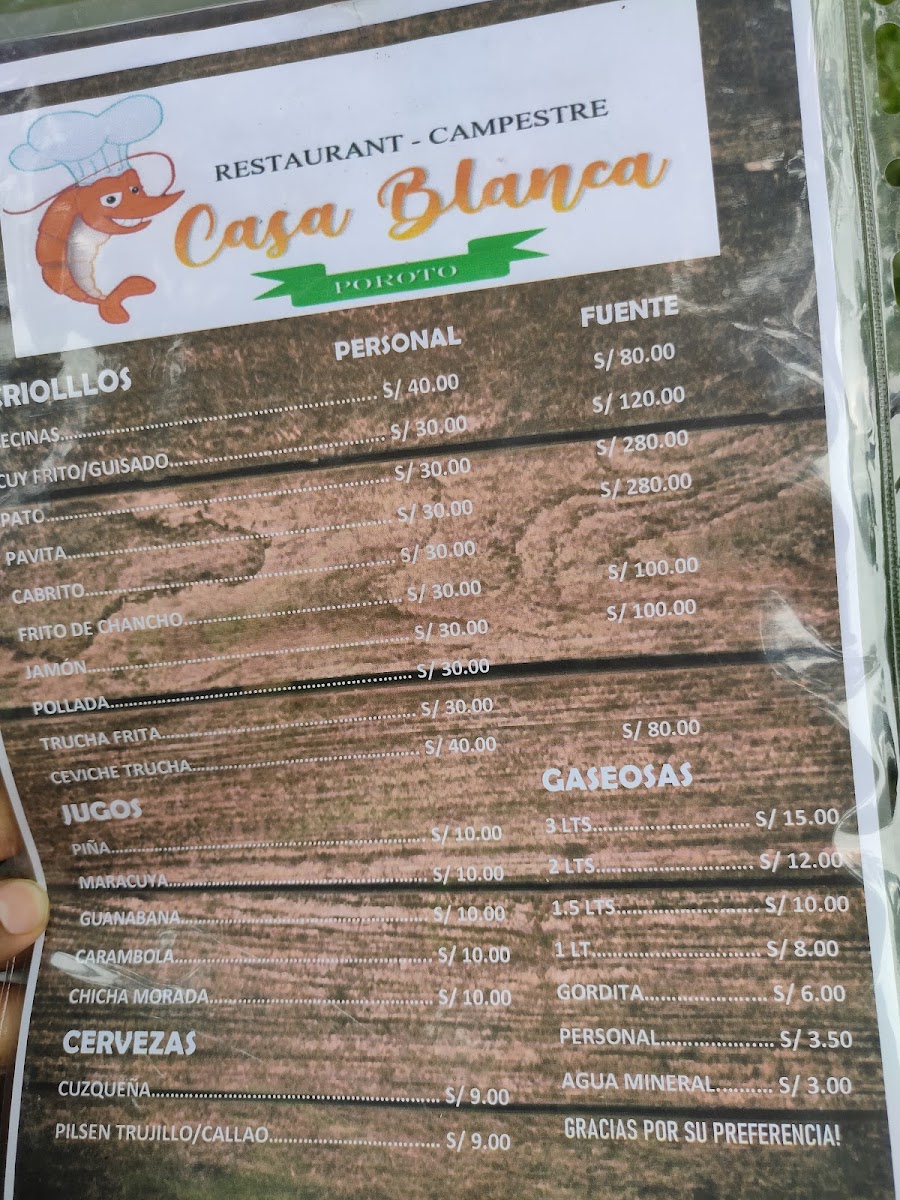 RESTAURANT - CAMPESTRE
Casa Blanca
POROTO
CRIOLLLOS PERSONAL FUENTE
ECINAS........ S/ 40.00 S/ 80.00
CUY FRITO/GUISADO........ S/ 30.00 S/ 120.00
PATO........ S/ 30.00 S/ 280.00
PAVITA........ S/ 30.00 S/ 280.00
CABRITO........ S/ 30.00
FRITO DE CHANCHO........ S/ 30.00 S/ 100.00
JAMÓN........ S/ 30.00 S/ 100.00
POLLADA........ S/ 30.00
TRUCHA FRITA........ S/ 30.00
CEVICHE TRUCHA........ S/ 40.00 S/ 80.00
JUGOS
PIÑA........ S/ 10.00
MARACUYA........ S/ 10.00
GUANABANA........ S/ 10.00
CARAMBOLA........ S/ 10.00
CHICHA MORADA........ S/ 10.00
CERVEZAS
CUZQUEÑA........ S/ 9.00
PILSEN TRUJILLO/CALLAO........ S/ 9.00
GASEOSAS
3 LTS........ S/ 15.00
2 LTS........ S/ 12.00
1.5 LTS........ S/ 10.00
1 LT........ S/ 8.00
GORDITA........ S/ 6.00
PERSONAL........ S/ 3.50
AGUA MINERAL........ S/ 3.00
GRACIAS POR SU PREFERENCIA!